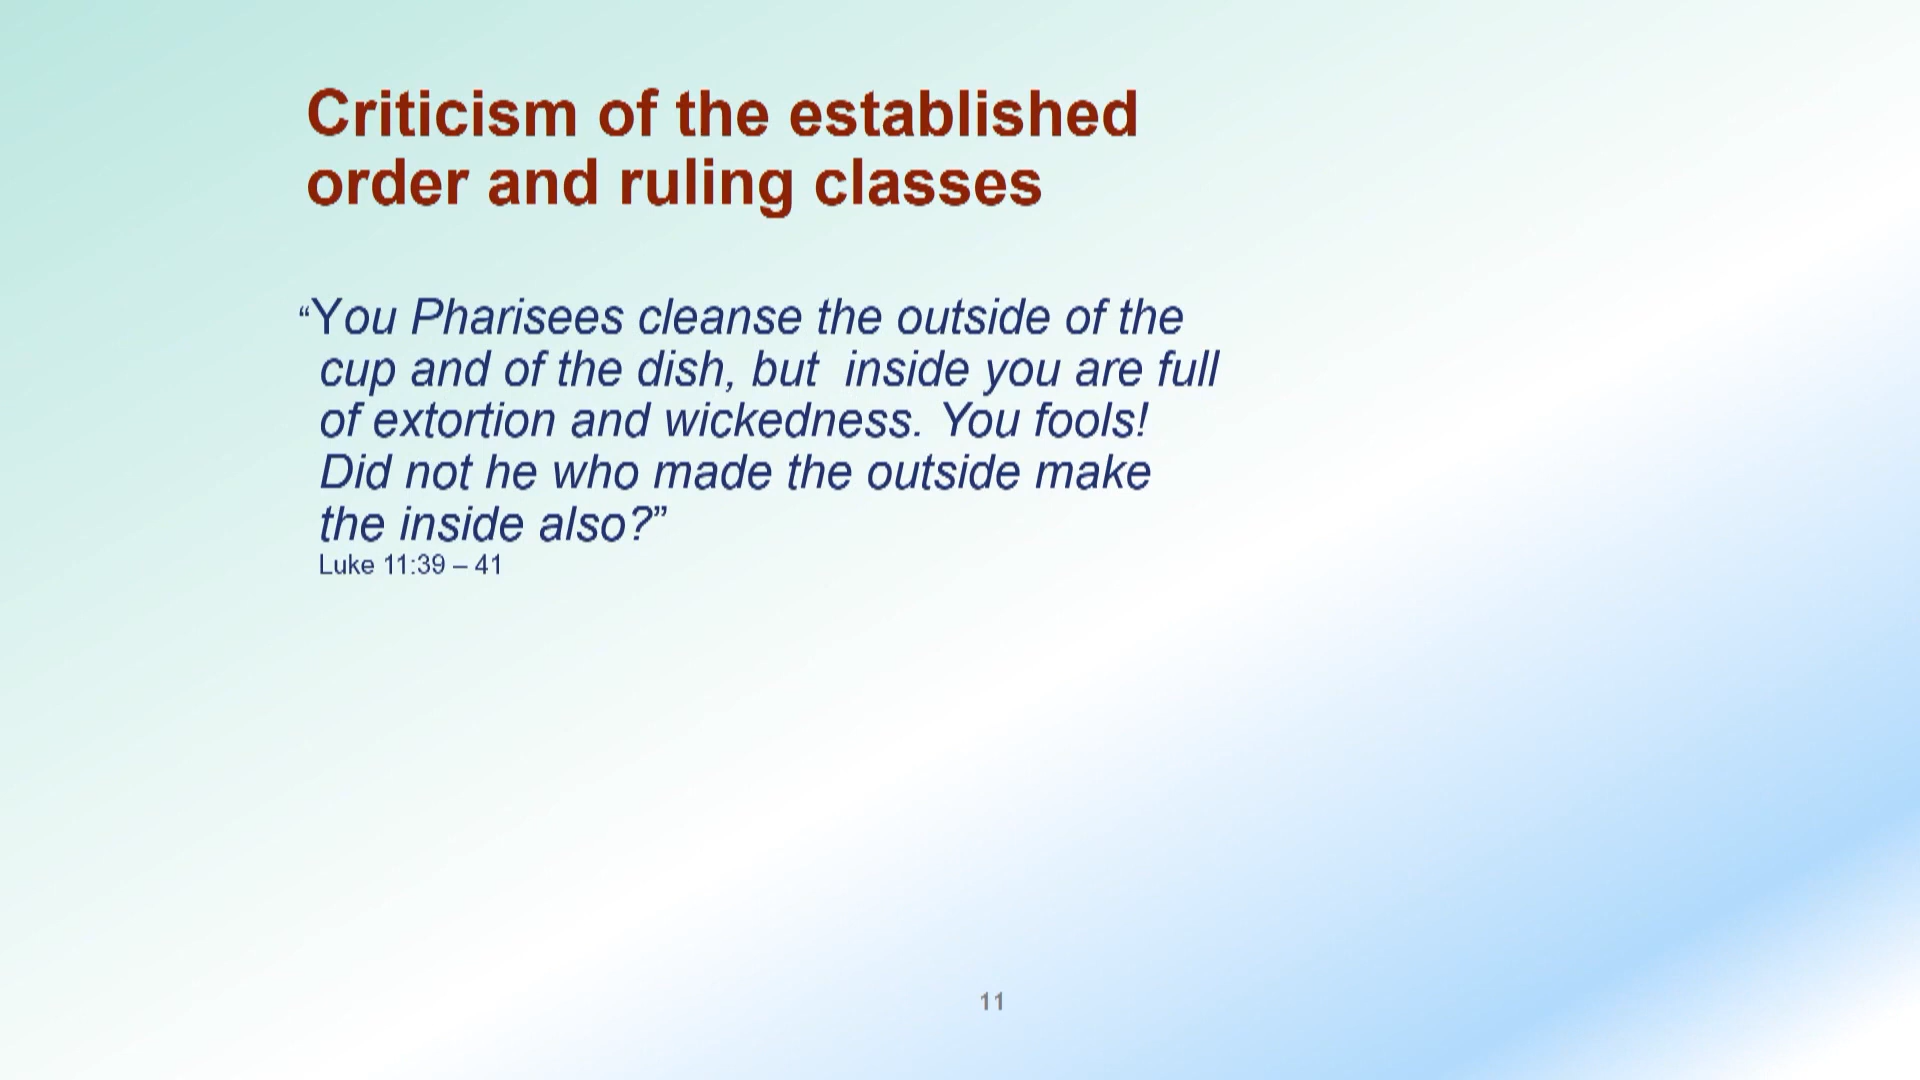 Criticism of the established
order and ruling classes
“You Pharisees cleanse the outside of the
cup and of the dish, but  inside you are full
of extortion and wickedness. You fools!
Did not he who made the outside make
the inside also?”
Luke 11:39 – 41
11